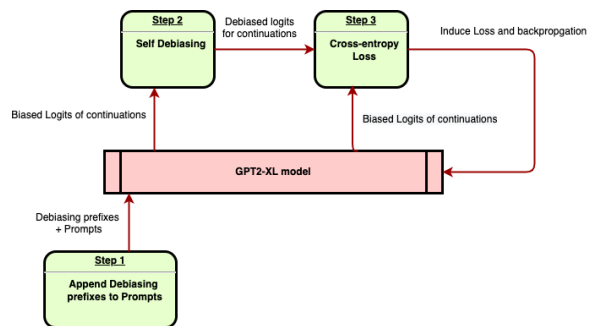 Step 2
Self Debiasing
Debiased logits
for continuations
Step 3
Cross-entropy
Loss
Induce Loss and backpropgation
Biased Logits of continuations
Biased Logits of continuations
GPT2-XL model
Debiasing prefixes
+ Prompts
Step 1
Append Debiasing
prefixes to Prompts